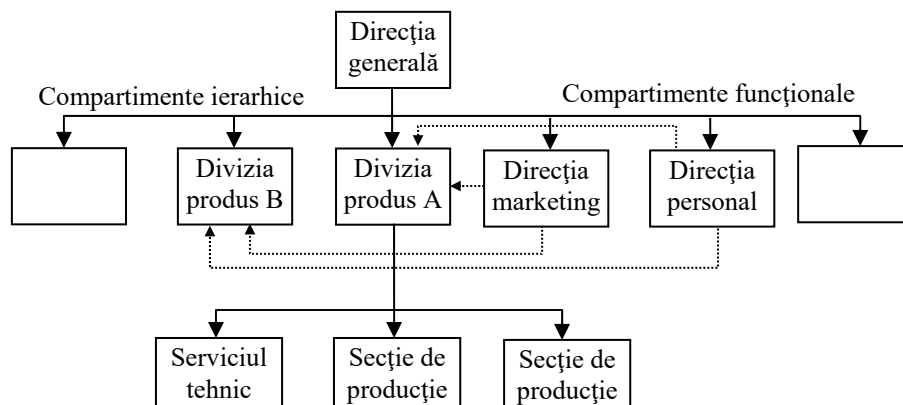 Direcţia
generală
Compartimente ierarhice
Compartimente funcţionale
Divizia
produs B
Divizia
produs A
Direcţia
marketing
Direcţia
personal
Serviciul
tehnic
Secţie de
producţie
Secţie de
producţie